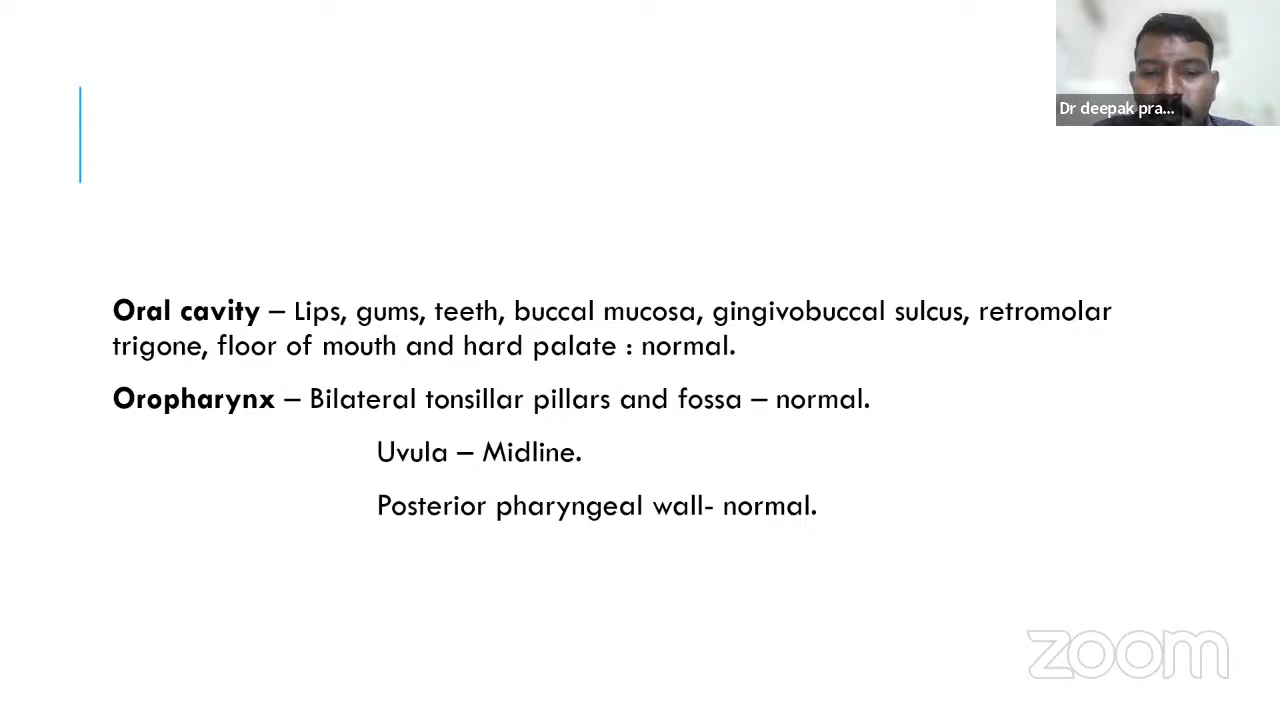 Dr deepak pra...
Oral cavity – Lips, gums, teeth, buccal mucosa, gingivobuccal sulcus, retromolar
trigone, floor of mouth and hard palate : normal.
Oropharynx – Bilateral tonsillar pillars and fossa – normal.
Uvula – Midline.
Posterior pharyngeal wall- normal.
zoom